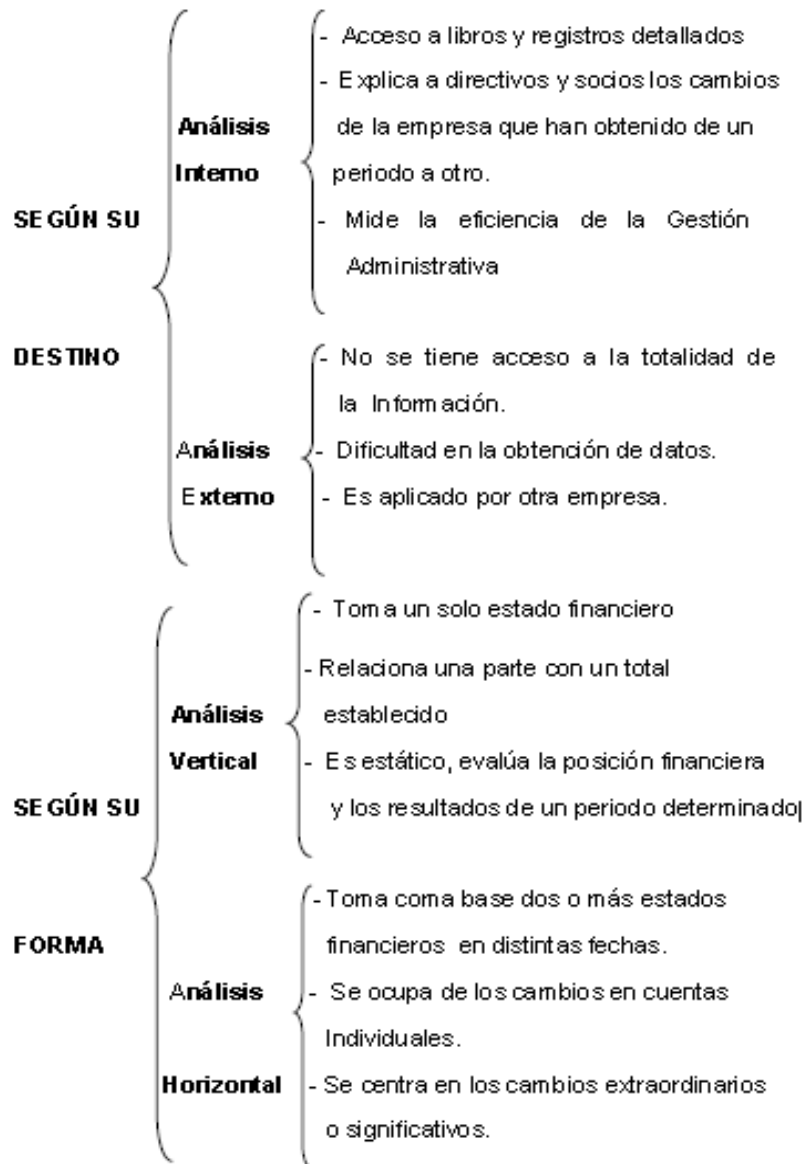 - Acceso a libros y registros detallados
- Explica a directivos y socios los cambios
Análisis de la empresa que han obtenido de un
Interno periodo a otro.
SEGÚN SU - Mide la eficiencia de la Gestión
Administrativa
DESTINO - No se tiene acceso a la totalidad de
la Información.
Análisis - Dificultad en la obtención de datos.
Externo - Es aplicado por otra empresa.
- Toma un solo estado financiero
- Relaciona una parte con un total
Análisis establecido
Vertical - Es estático, evalúa la posición financiera
SEGÚN SU y los resultados de un periodo determinado
- Toma coma base dos o más estados
FORMA financieros en distintas fechas.
Análisis - Se ocupa de los cambios en cuentas
Individuales.
Horizontal - Se centra en los cambios extraordinarios
o significativos.